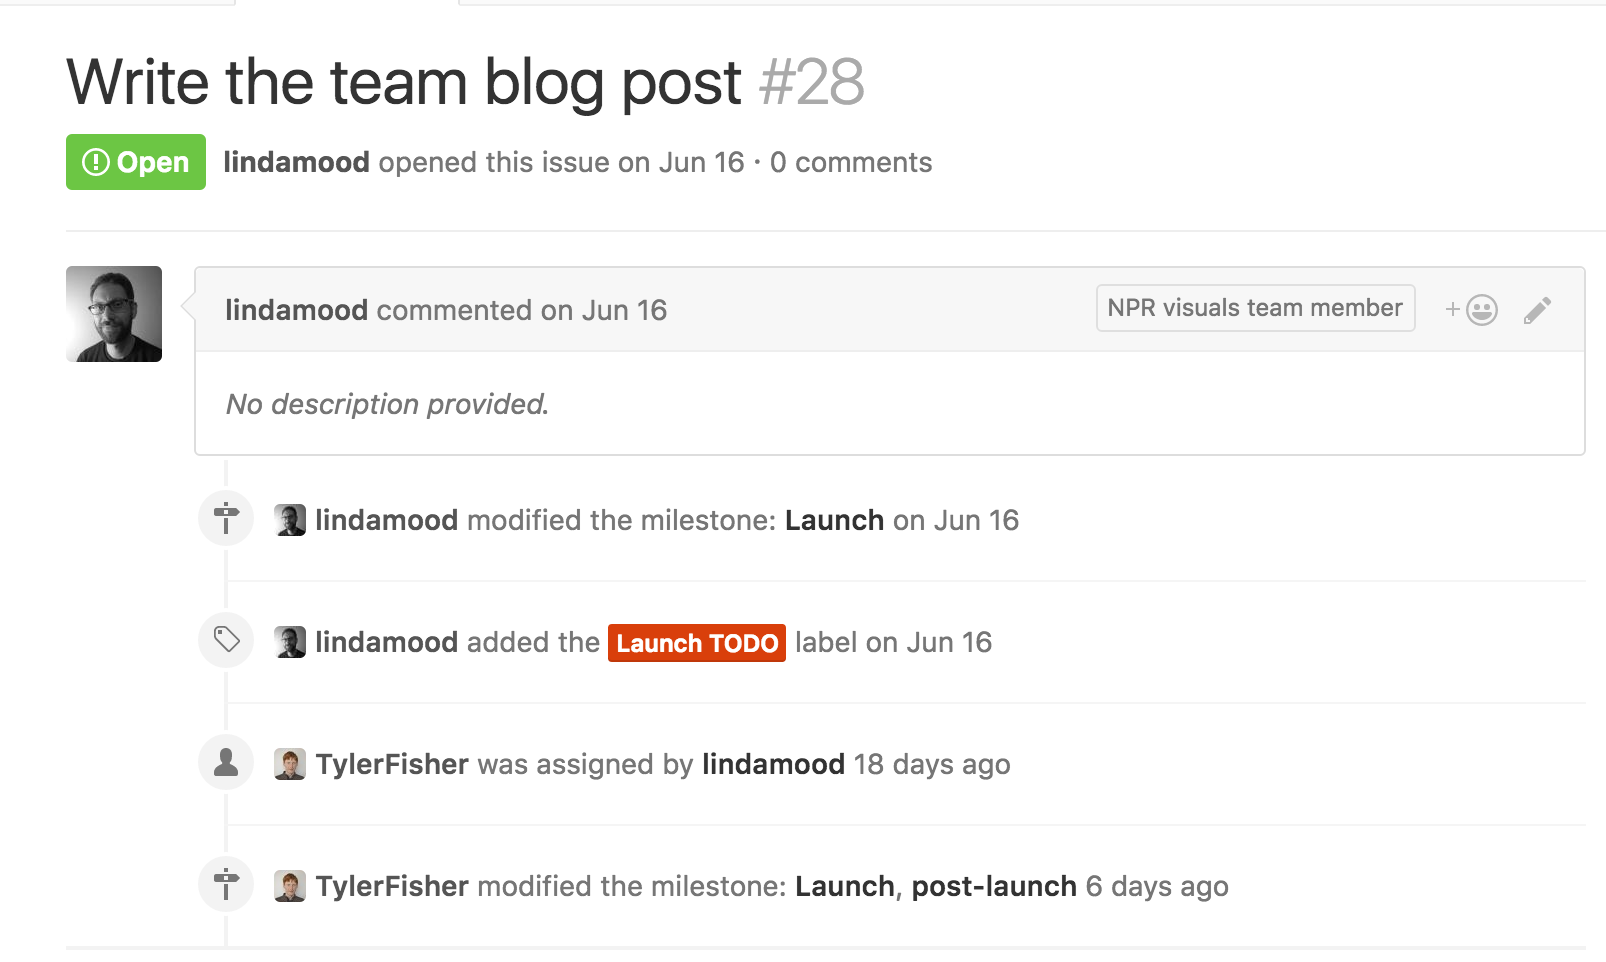 Write the team blog post #28
Open lindamood opened this issue on Jun 16 · 0 comments
lindamood commented on Jun 16 NPR visuals team member +
No description provided.
lindamood modified the milestone: Launch on Jun 16
lindamood added the Launch TODO label on Jun 16
TylerFisher was assigned by lindamood 18 days ago
TylerFisher modified the milestone: Launch, post-launch 6 days ago